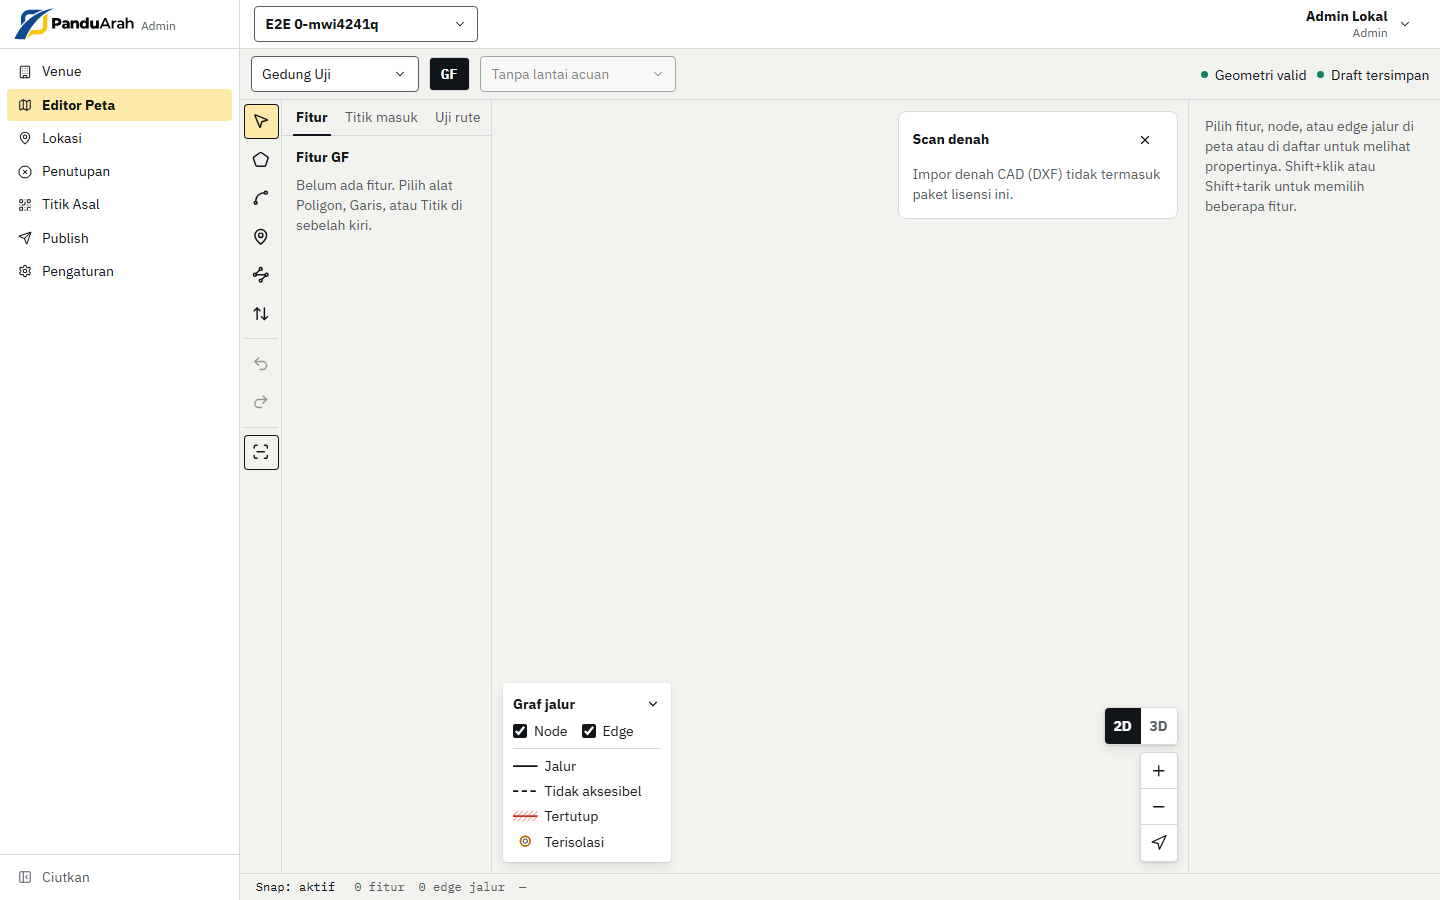 PanduArah Admin
E2E 0-mwi4241q
Admin Lokal
Admin
Venue
Editor Peta
Lokasi
Penutupan
Titik Asal
Publish
Pengaturan
Ciutkan
Gedung Uji
GF
Tanpa lantai acuan
Geometri valid
Draft tersimpan
Fitur
Titik masuk
Uji rute
Fitur GF
Belum ada fitur. Pilih alat
Poligon, Garis, atau Titik di
sebelah kiri.
Scan denah
Impor denah CAD (DXF) tidak termasuk
paket lisensi ini.
Pilih fitur, node, atau edge jalur di
peta atau di daftar untuk melihat
propertinya. Shift+klik atau
Shift+tarik untuk memilih
beberapa fitur.
Graf jalur
Node
Edge
Jalur
Tidak aksesibel
Tertutup
Terisolasi
2D
3D
Snap: aktif
0 fitur
0 edge jalur
—